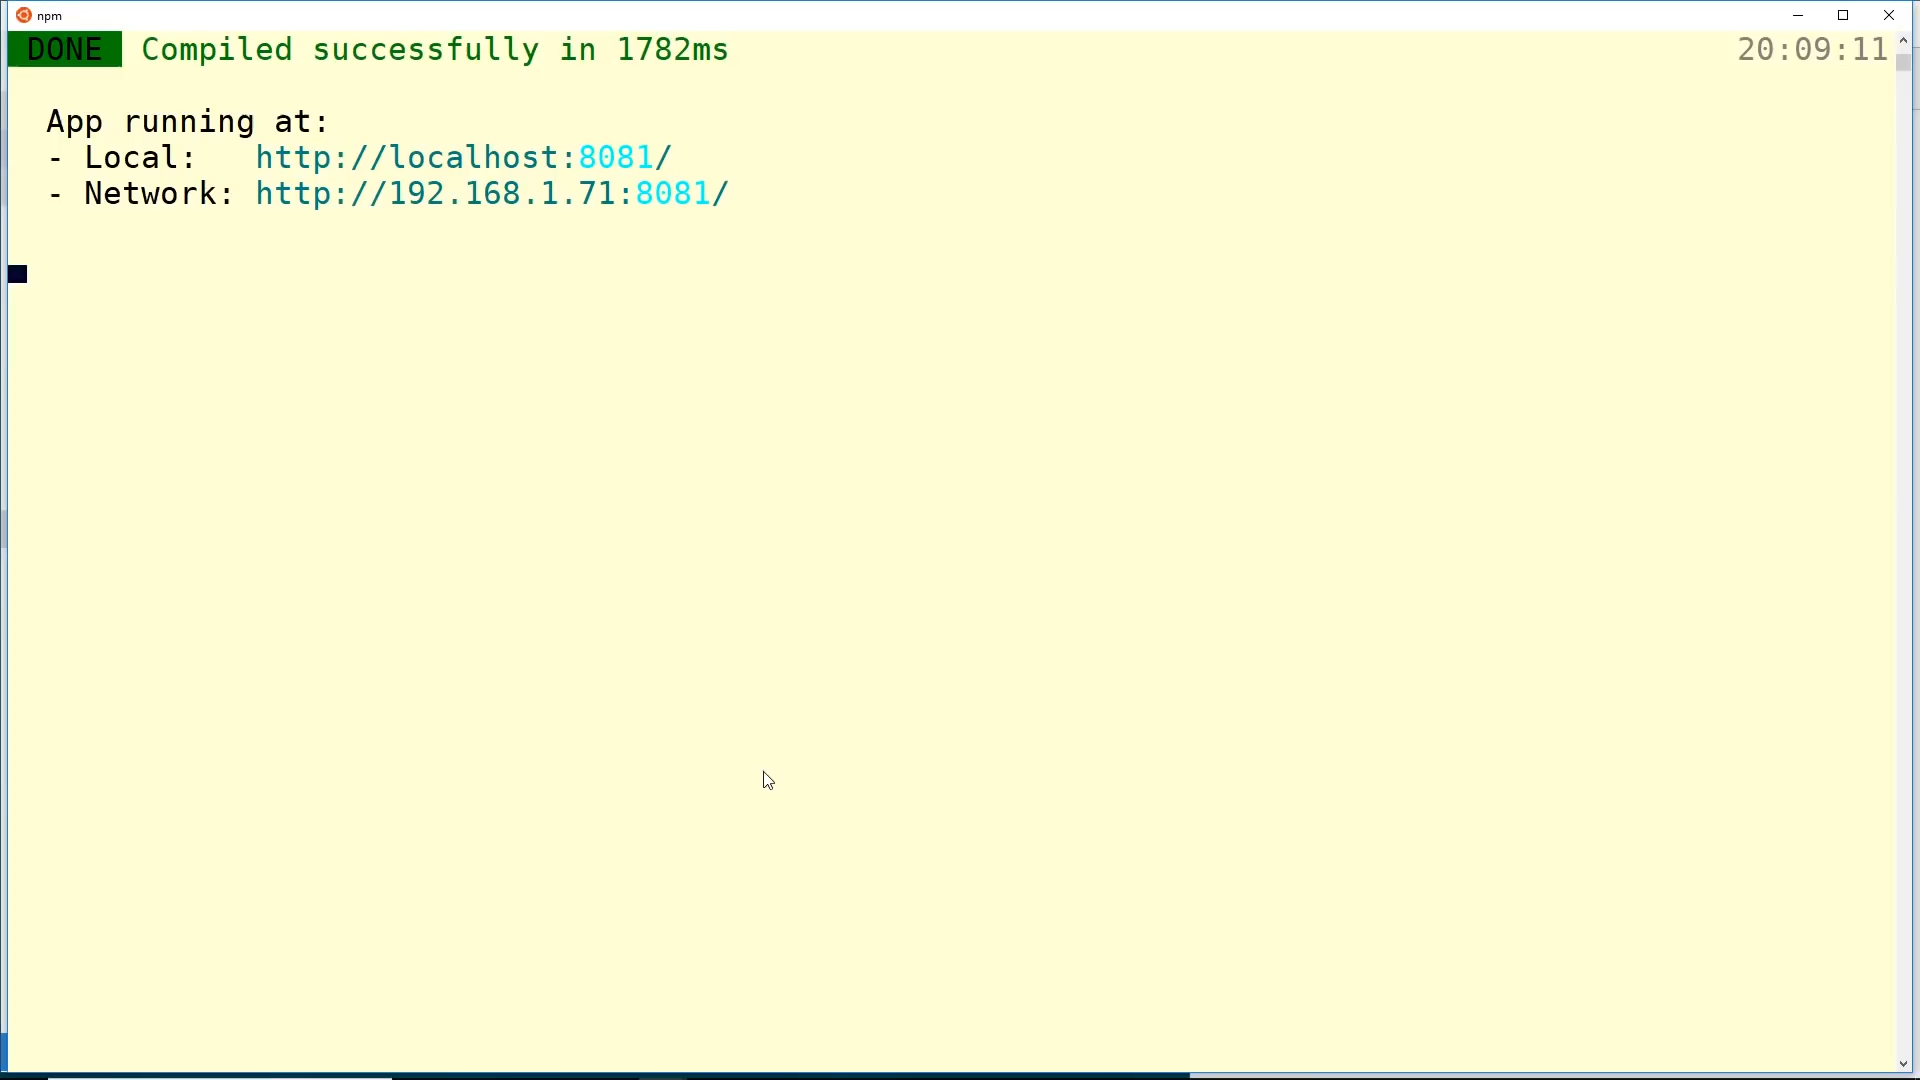 npm
DONE  Compiled successfully in 1782ms 20:09:11
App running at:
- Local:   http://localhost:8081/
- Network: http://192.168.1.71:8081/